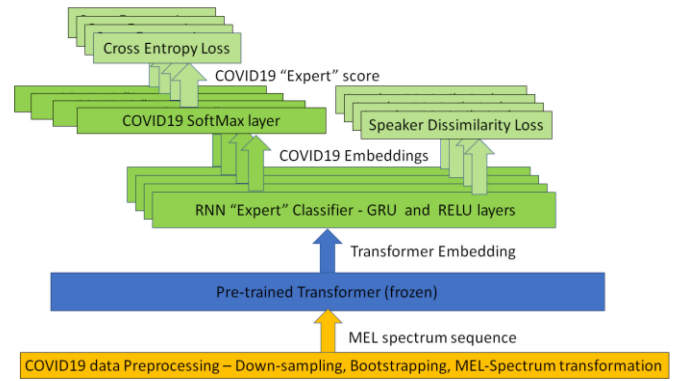 Cross Entropy Loss
COVID19 “Expert” score
COVID19 SoftMax layer
Speaker Dissimilarity Loss
COVID19 Embeddings
RNN “Expert” Classifier - GRU and RELU layers
Transformer Embedding
Pre-trained Transformer (frozen)
MEL spectrum sequence
COVID19 data Preprocessing – Down-sampling, Bootstrapping, MEL-Spectrum transformation